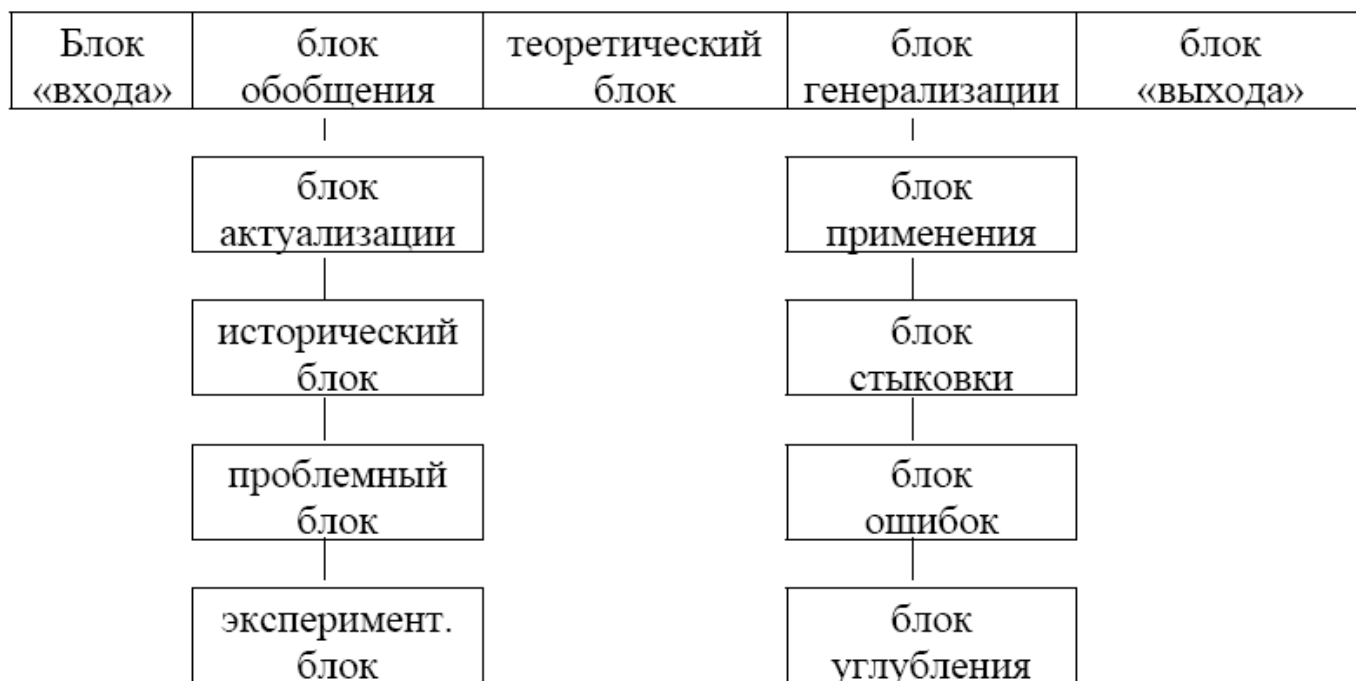 Блок
«входа»
блок
обобщения
теоретический
блок
блок
генерализации
блок
«выхода»
блок
актуализации
блок
применения
исторический
блок
блок
стыковки
проблемный
блок
блок
ошибок
эксперимент.
блок
блок
углубления